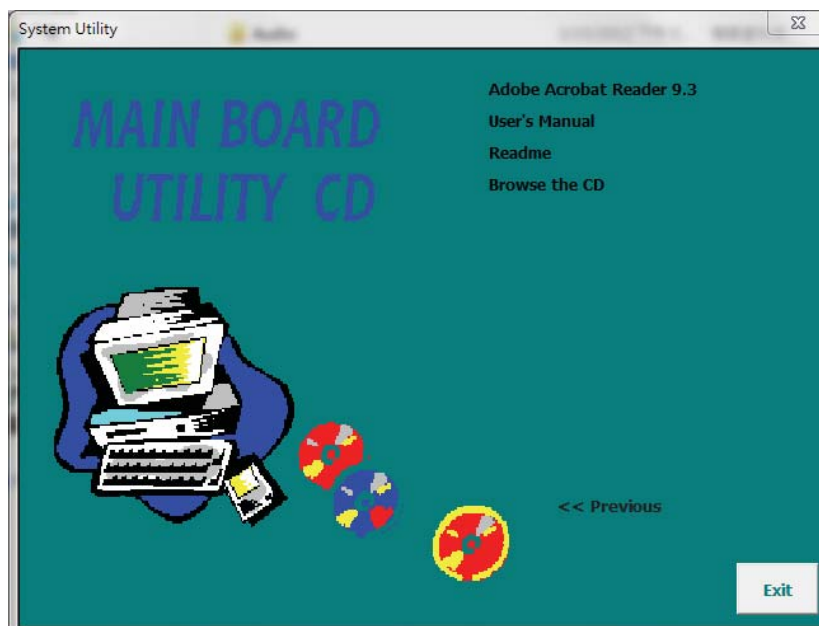 System Utility
MAIN BOARD
UTILITY CD
Adobe Acrobat Reader 9.3
User's Manual
Readme
Browse the CD
<< Previous
Exit